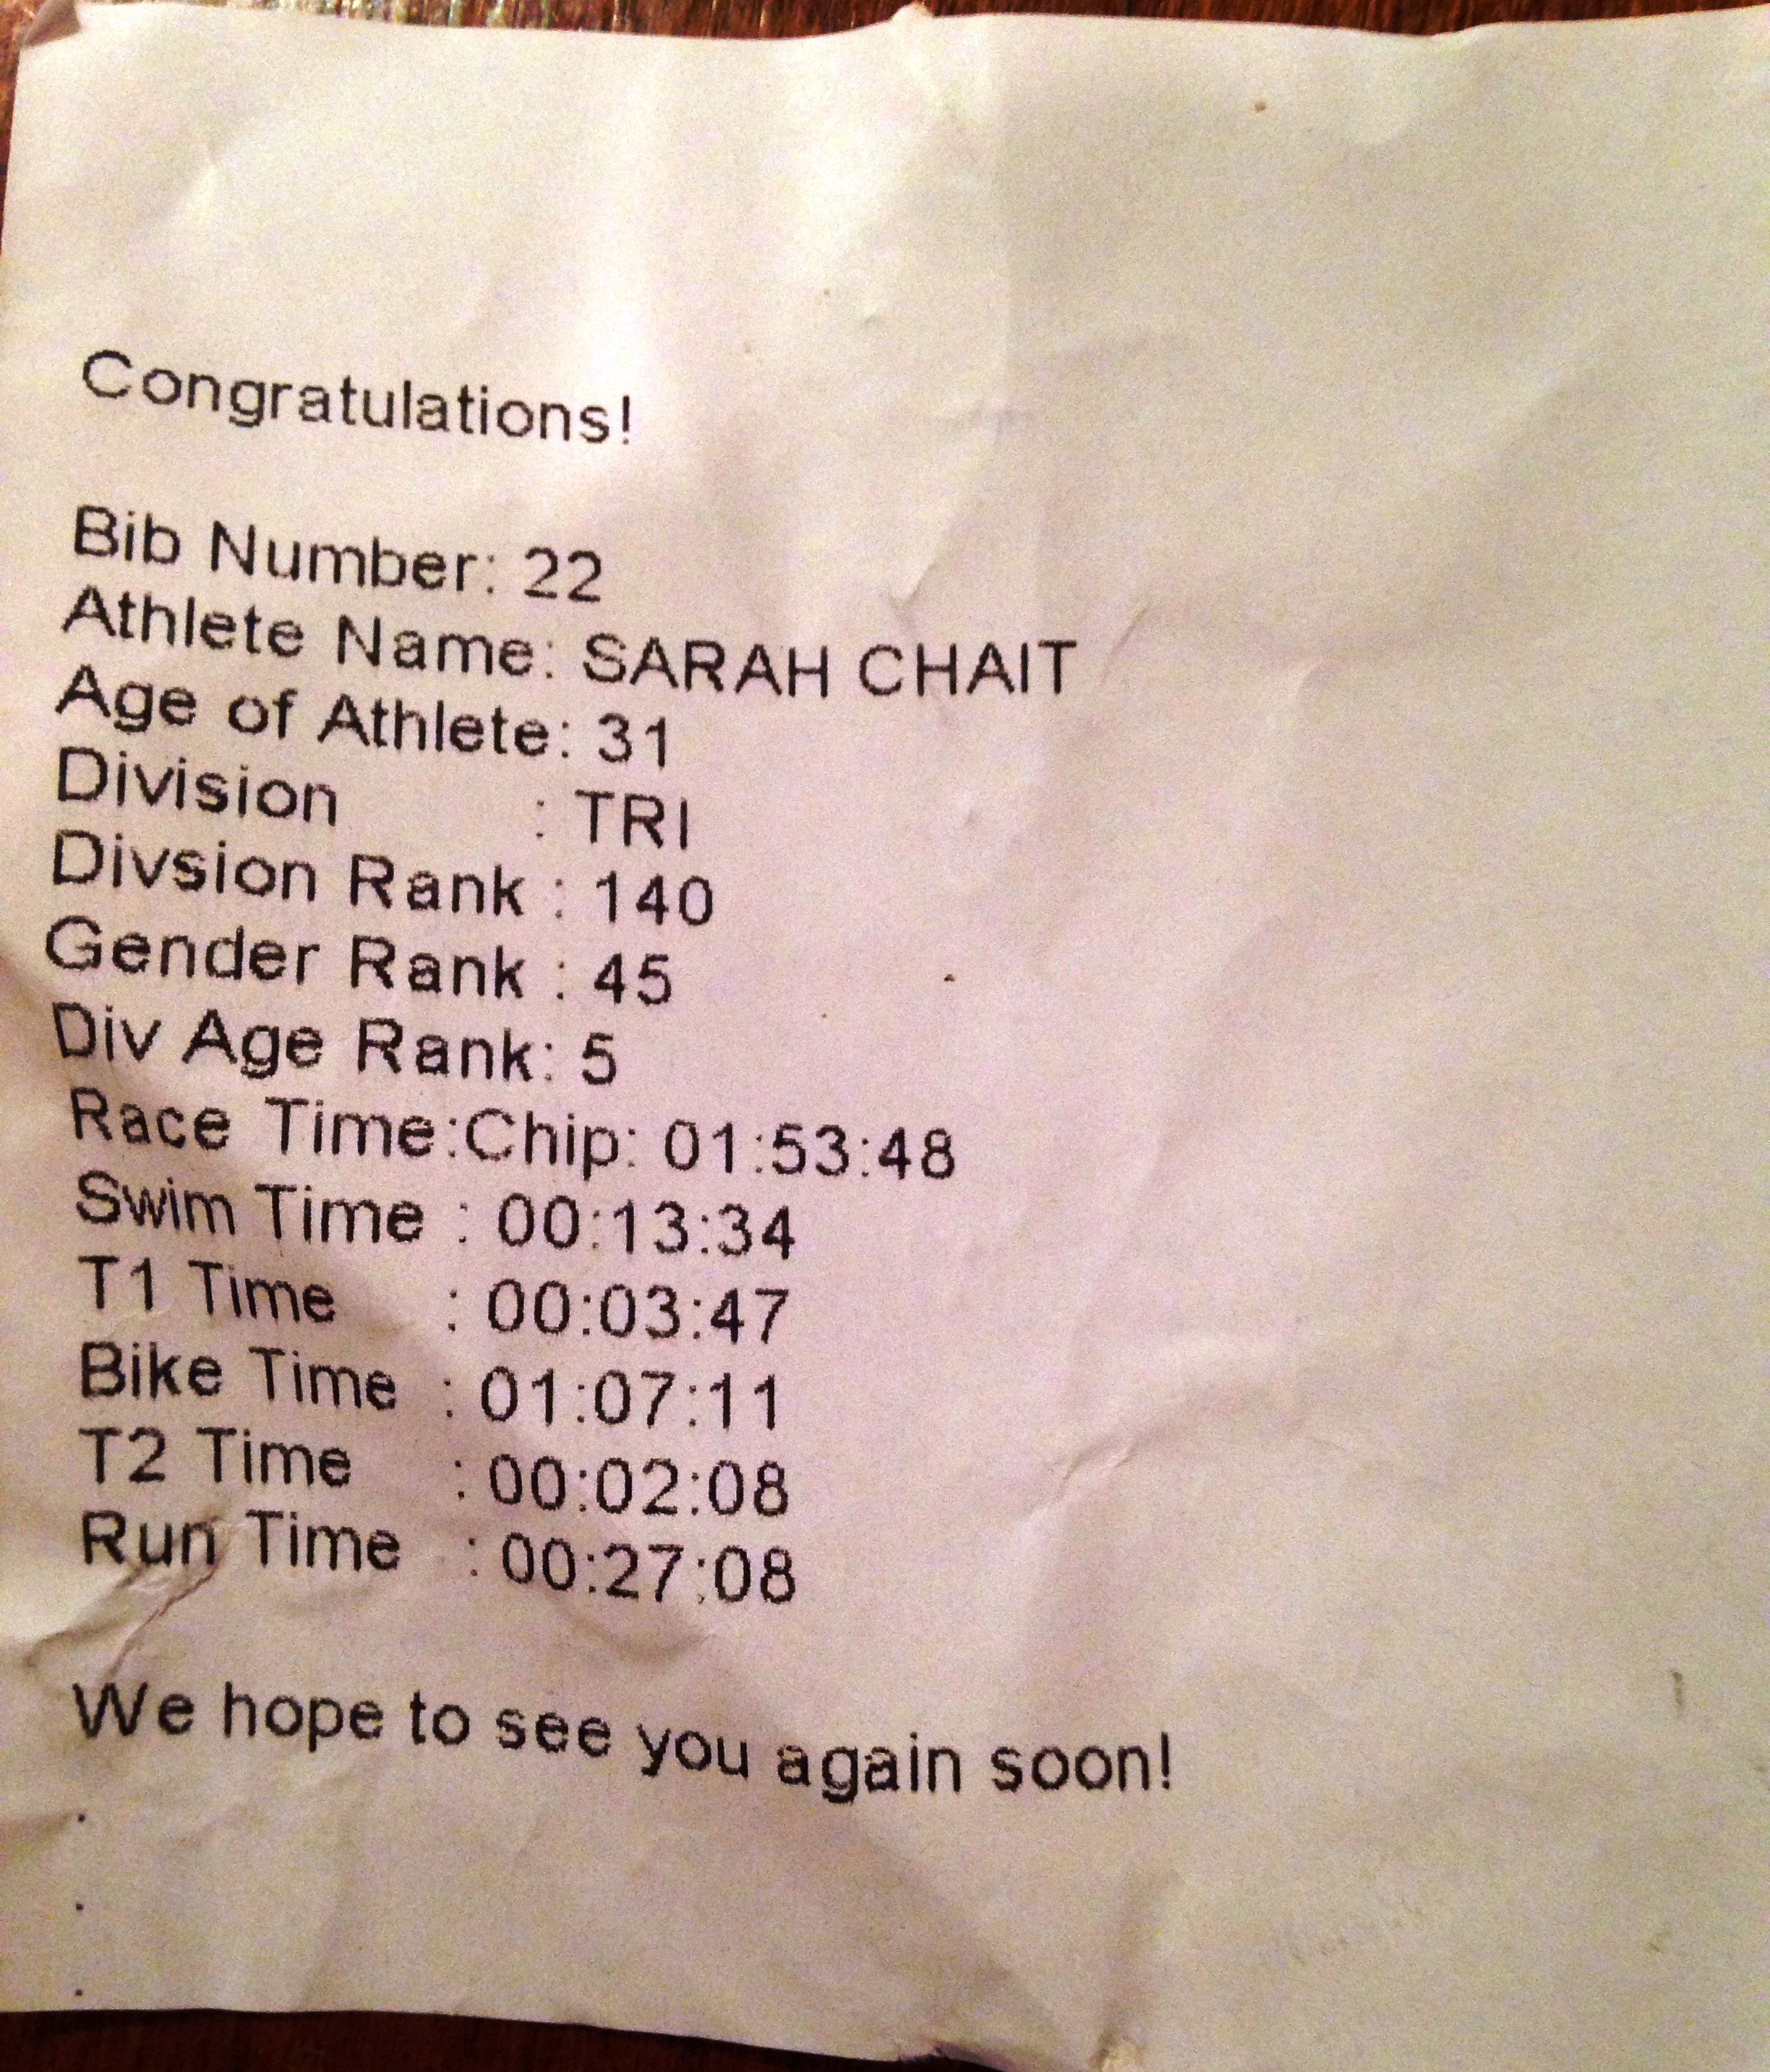 Congratulations!
Bib Number: 22
Athlete Name: SARAH CHAIT
Age of Athlete: 31
Division : TRI
Divsion Rank : 140
Gender Rank : 45
Div Age Rank: 5
Race Time:Chip: 01:53:48
Swim Time : 00:13:34
T1 Time : 00:03:47
Bike Time : 01:07:11
T2 Time : 00:02:08
Run Time : 00:27:08
We hope to see you again soon!
.
.
.